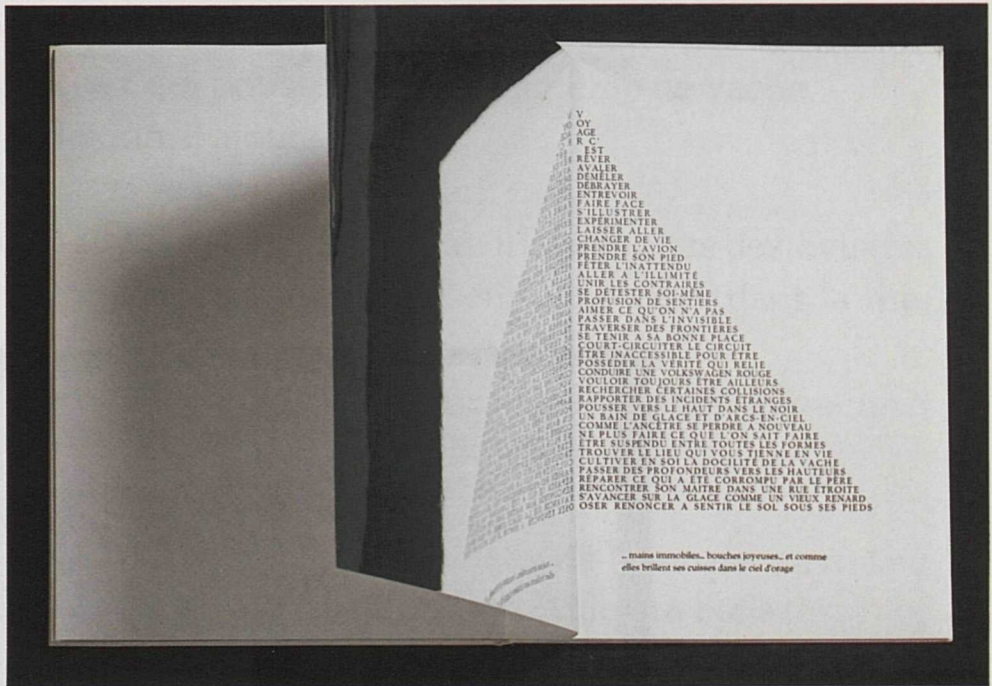 V
OY
AGE
R C'
EST
RÊVER
AVALER
DÉMÊLER
DÉBRAYER
ENTREVOIR
FAIRE FACE
S'ILLUSTRER
EXPÉRIMENTER
LAISSER ALLER
CHANGER DE VIE
PRENDRE L'AVION
PRENDRE SON PIED
FÊTER L'INATTENDU
ALLER A L'ILLIMITÉ
UNIR LES CONTRAIRES
SE DÉTESTER SOI-MÊME
PROFUSION DE SENTIERS
AIMER CE QU'ON N'A PAS
PASSER DANS L'INVISIBLE
TRAVERSER DES FRONTIÈRES
SE TENIR A SA BONNE PLACE
COURT-CIRCUITER LE CIRCUIT
ÊTRE INACCESSIBLE POUR ÊTRE
POSSÉDER LA VÉRITÉ QUI RELIE
CONDUIRE UNE VOLKSWAGEN ROUGE
VOULOIR TOUJOURS ÊTRE AILLEURS
RECHERCHER CERTAINES COLLISIONS
RAPPORTER DES INCIDENTS ÉTRANGES
POUSSER VERS LE HAUT DANS LE NOIR
UN BAIN DE GLACE ET D'ARCS-EN-CIEL
COMME L'ANCÊTRE SE PERDRE A NOUVEAU
NE PLUS FAIRE CE QUE L'ON SAIT FAIRE
ÊTRE SUSPENDU ENTRE TOUTES LES FORMES
TROUVER LE LIEU QUI VOUS TIENNE EN VIE
CULTIVER EN SOI LA DOCILITÉ DE LA VACHE
PASSER DES PROFONDEURS VERS LES HAUTEURS
RÉPARER CE QUI A ÉTÉ CORROMPU PAR LE PÈRE
RENCONTRER SON MAITRE DANS UNE RUE ÉTROITE
S'AVANCER SUR LA GLACE COMME UN VIEUX RENARD
OSER RENONCER A SENTIR LE SOL SOUS SES PIEDS
... mains immobiles... bouches joyeuses... et comme
elles brillent ses cuisses dans le ciel d'orage